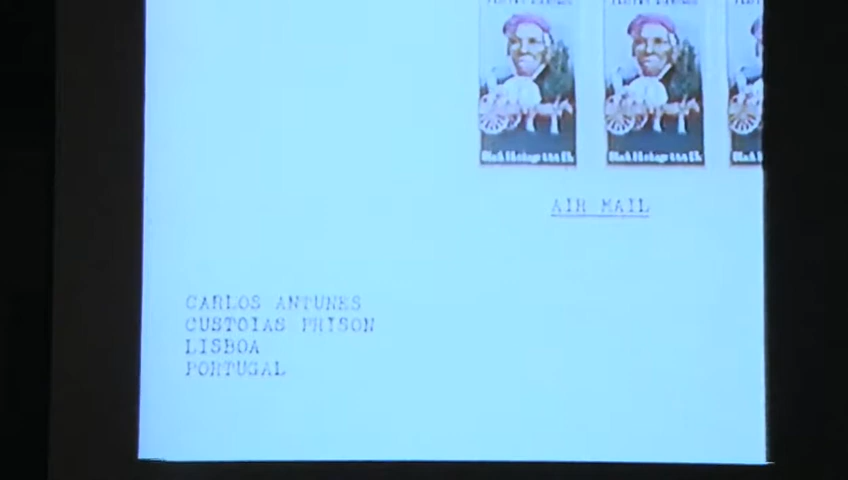 AIR MAIL
CARLOS ANTUNES
CUSTOIAS PRISON
LISBOA
PORTUGAL